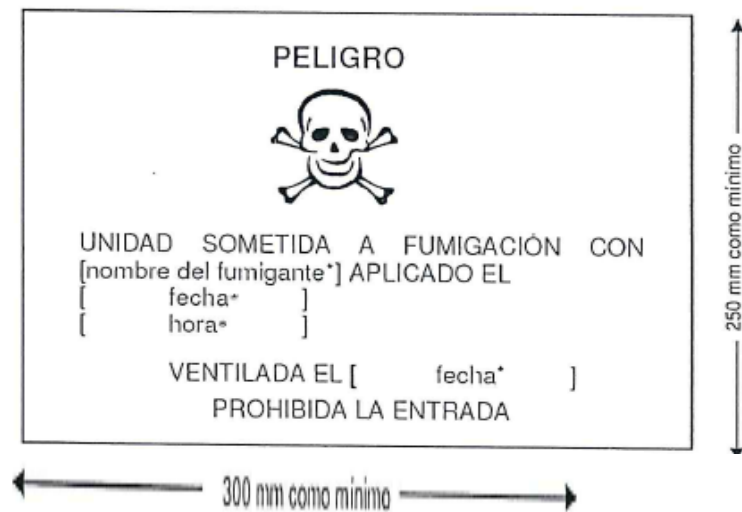 PELIGRO
UNIDAD SOMETIDA A FUMIGACIÓN CON
[nombre del fumigante*] APLICADO EL
[ fecha* ]
[ hora* ]
VENTILADA EL [ fecha* ]
PROHIBIDA LA ENTRADA
250 mm como mínimo
300 mm como mínimo